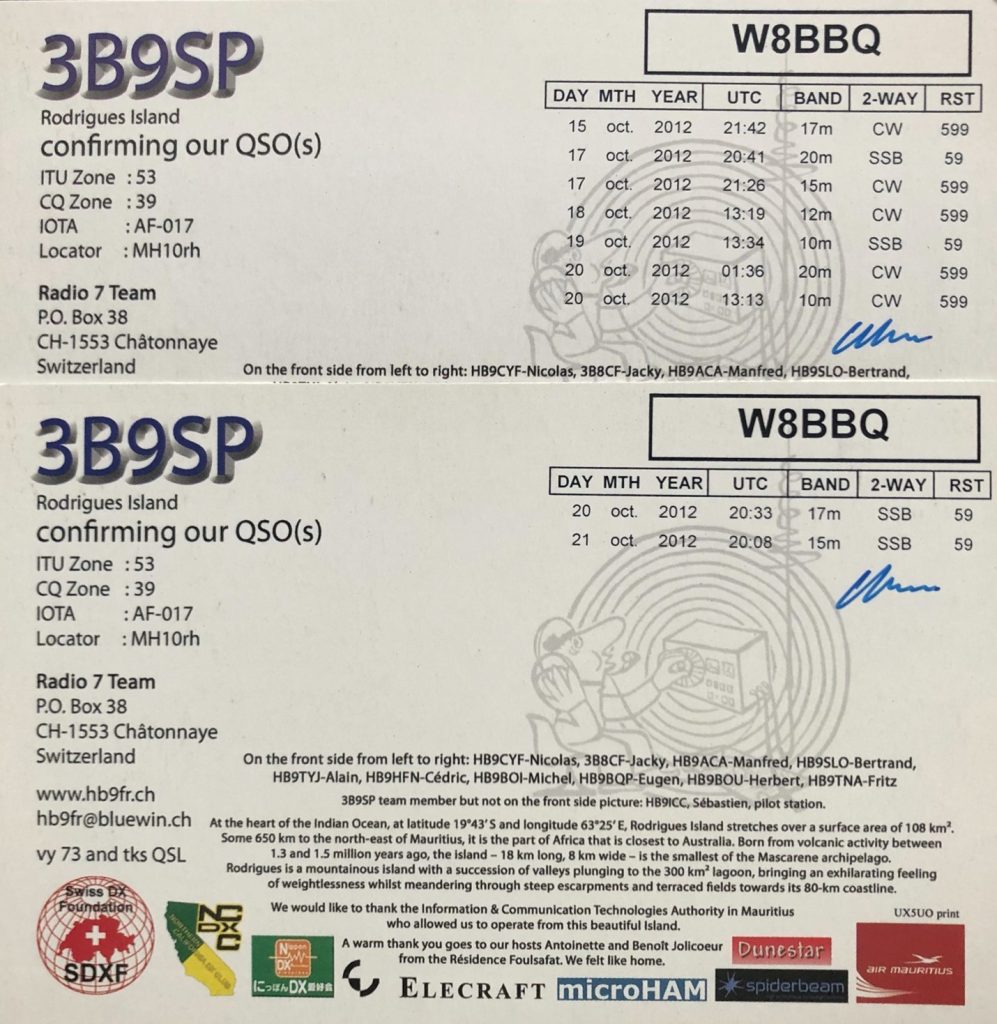 3B9SP
Rodrigues Island
confirming our QSO(s)
ITU Zone : 53
CQ Zone : 39
IOTA : AF-017
Locator : MH10rh
Radio 7 Team
P.O. Box 38
CH-1553 Châtonnaye
Switzerland
W8BBQ
DAY MTH YEAR UTC BAND 2-WAY RST
15 oct. 2012 21:42 17m CW 599
17 oct. 2012 20:41 20m SSB 59
17 oct. 2012 21:26 15m CW 599
18 oct. 2012 13:19 12m CW 599
19 oct. 2012 13:34 10m SSB 59
20 oct. 2012 01:36 20m CW 599
20 oct. 2012 13:13 10m CW 599
On the front side from left to right: HB9CYF-Nicolas, 3B8CF-Jacky, HB9ACA-Manfred, HB9SLO-Bertrand,
3B9SP
Rodrigues Island
confirming our QSO(s)
ITU Zone : 53
CQ Zone : 39
IOTA : AF-017
Locator : MH10rh
Radio 7 Team
P.O. Box 38
CH-1553 Châtonnaye
Switzerland
www.hb9fr.ch
hb9fr@bluewin.ch
vy 73 and tks QSL
W8BBQ
DAY MTH YEAR UTC BAND 2-WAY RST
20 oct. 2012 20:33 17m SSB 59
21 oct. 2012 20:08 15m SSB 59
On the front side from left to right: HB9CYF-Nicolas, 3B8CF-Jacky, HB9ACA-Manfred, HB9SLO-Bertrand,
HB9TYJ-Alain, HB9HFN-Cédric, HB9BOI-Michel, HB9BQP-Eugen, HB9BOU-Herbert, HB9TNA-Fritz
3B9SP team member but not on the front side picture: HB9ICC, Sébastien, pilot station.
At the heart of the Indian Ocean, at latitude 19°43'S and longitude 63°25'E, Rodrigues Island stretches over a surface area of 108 km².
Some 650 km to the north-east of Mauritius, it is the part of Africa that is closest to Australia. Born from volcanic activity between
1.3 and 1.5 million years ago, the island – 18 km long, 8 km wide – is the smallest of the Mascarene archipelago.
Rodrigues is a mountainous island with a succession of valleys plunging to the 300 km² lagoon, bringing an exhilarating feeling
of weightlessness whilst meandering through steep escarpments and terraced fields towards its 80-km coastline.
We would like to thank the Information & Communication Technologies Authority in Mauritius
who allowed us to operate from this beautiful Island.
UX5UO print
A warm thank you goes to our hosts Antoinette and Benoît Jolicoeur
from the Résidence Foulsafat. We felt like home.
Swiss DX
Foundation
SDXF
NCDXC
NORTHERN CALIFORNIA DX CLUB
Nippon
DX
にっぽんDX愛好会
ELECRAFT
microHAM
Dunestar
spiderbeam
AIR MAURITIUS